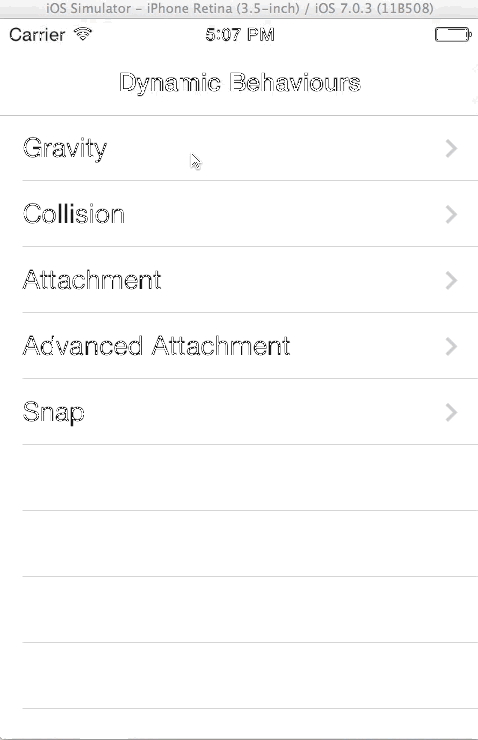 iOS Simulator - iPhone Retina (3.5-inch) / iOS 7.0.3 (11B508)
Carrier 5:07 PM
Dynamic Behaviours
Gravity
Collision
Attachment
Advanced Attachment
Snap